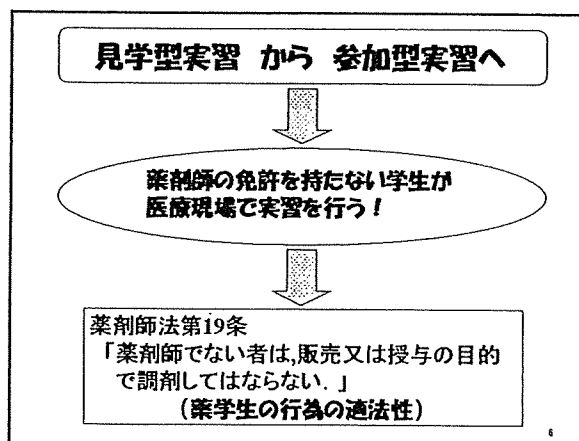 見学型実習 から 参加型実習へ
薬剤師の免許を持たない学生が
医療現場で実習を行う！
薬剤師法第19条
「薬剤師でない者は,販売又は授与の目的
で調剤してはならない．」
（薬学生の行為の適法性）
6